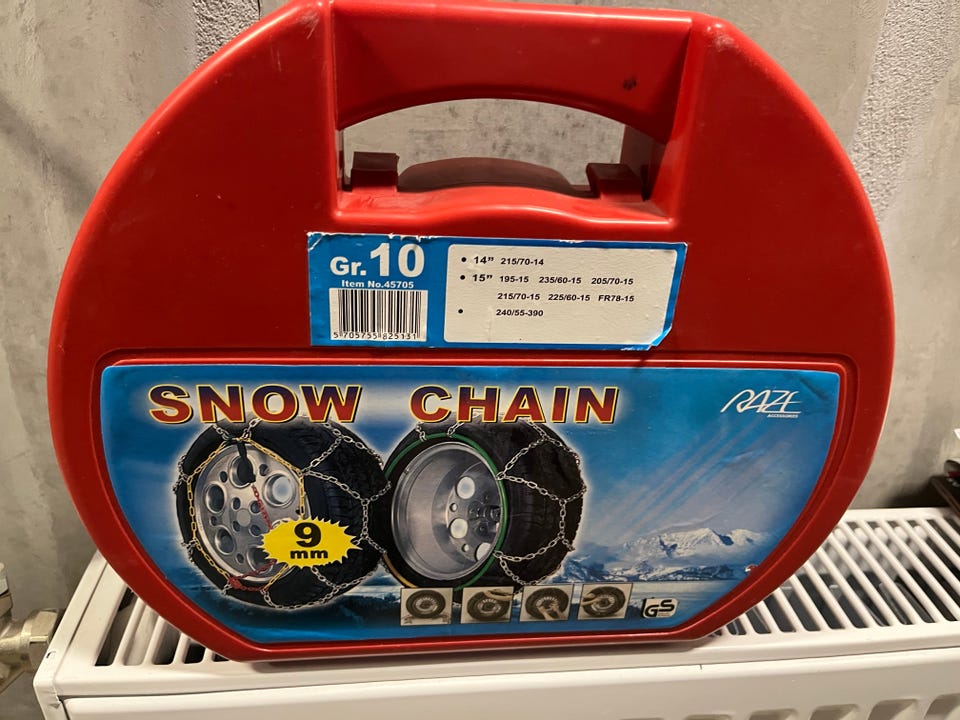 Gr.10
Item No.45705
5 705755 825131
• 14” 215/70-14
• 15” 195-15 235/60-15 205/70-15
215/70-15 225/60-15 FR78-15
• 240/55-390
SNOW CHAIN
RAZE
ACCESSORIES
9
mm
GS